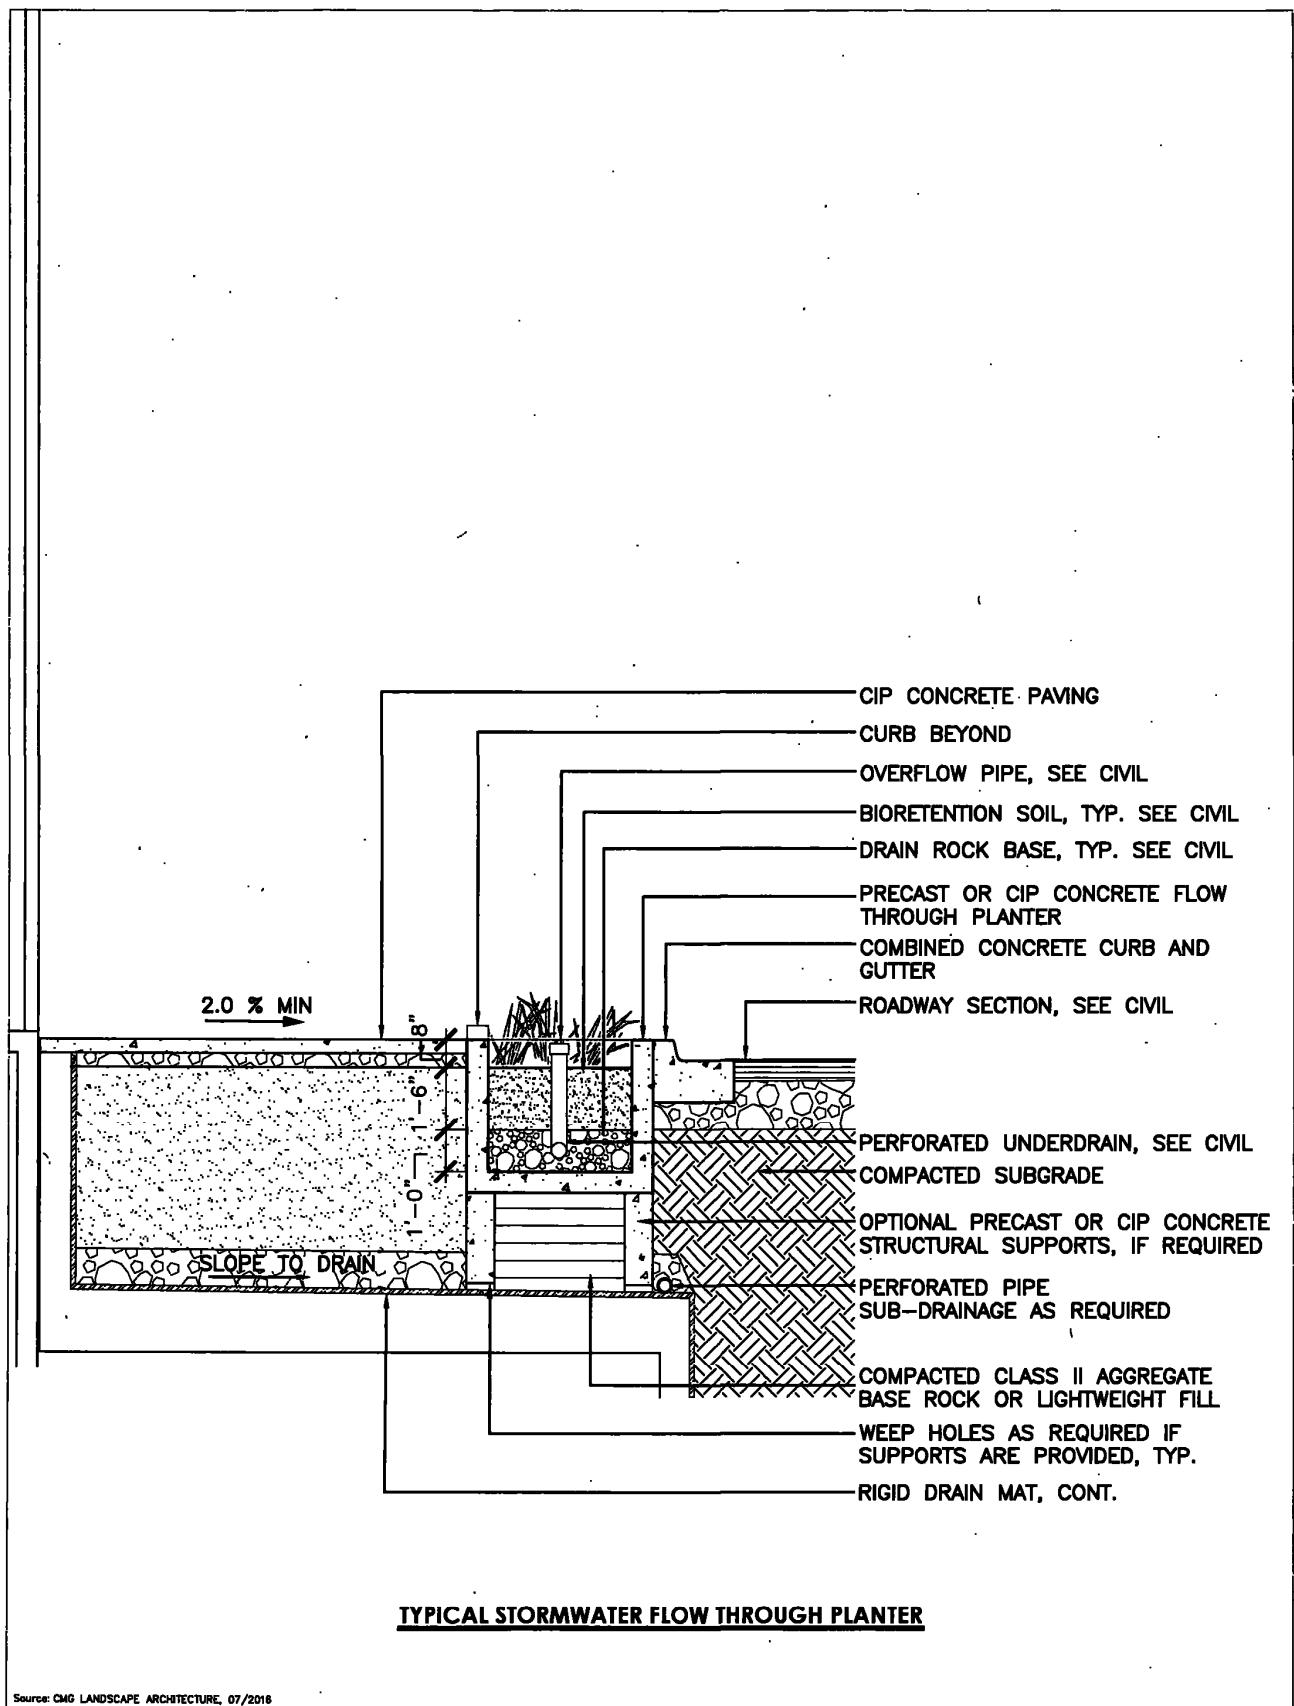 CIP CONCRETE PAVING
CURB BEYOND
OVERFLOW PIPE, SEE CIVIL
BIORETENTION SOIL, TYP. SEE CIVIL
DRAIN ROCK BASE, TYP. SEE CIVIL
PRECAST OR CIP CONCRETE FLOW
THROUGH PLANTER
COMBINED CONCRETE CURB AND
GUTTER
ROADWAY SECTION, SEE CIVIL
2.0 % MIN
8"
1'-6"
1'-0"
SLOPE TO DRAIN
PERFORATED UNDERDRAIN, SEE CIVIL
COMPACTED SUBGRADE
OPTIONAL PRECAST OR CIP CONCRETE
STRUCTURAL SUPPORTS, IF REQUIRED
PERFORATED PIPE
SUB-DRAINAGE AS REQUIRED
COMPACTED CLASS II AGGREGATE
BASE ROCK OR LIGHTWEIGHT FILL
WEEP HOLES AS REQUIRED IF
SUPPORTS ARE PROVIDED, TYP.
RIGID DRAIN MAT, CONT.
TYPICAL STORMWATER FLOW THROUGH PLANTER
Source: CMG LANDSCAPE ARCHITECTURE, 07/2016